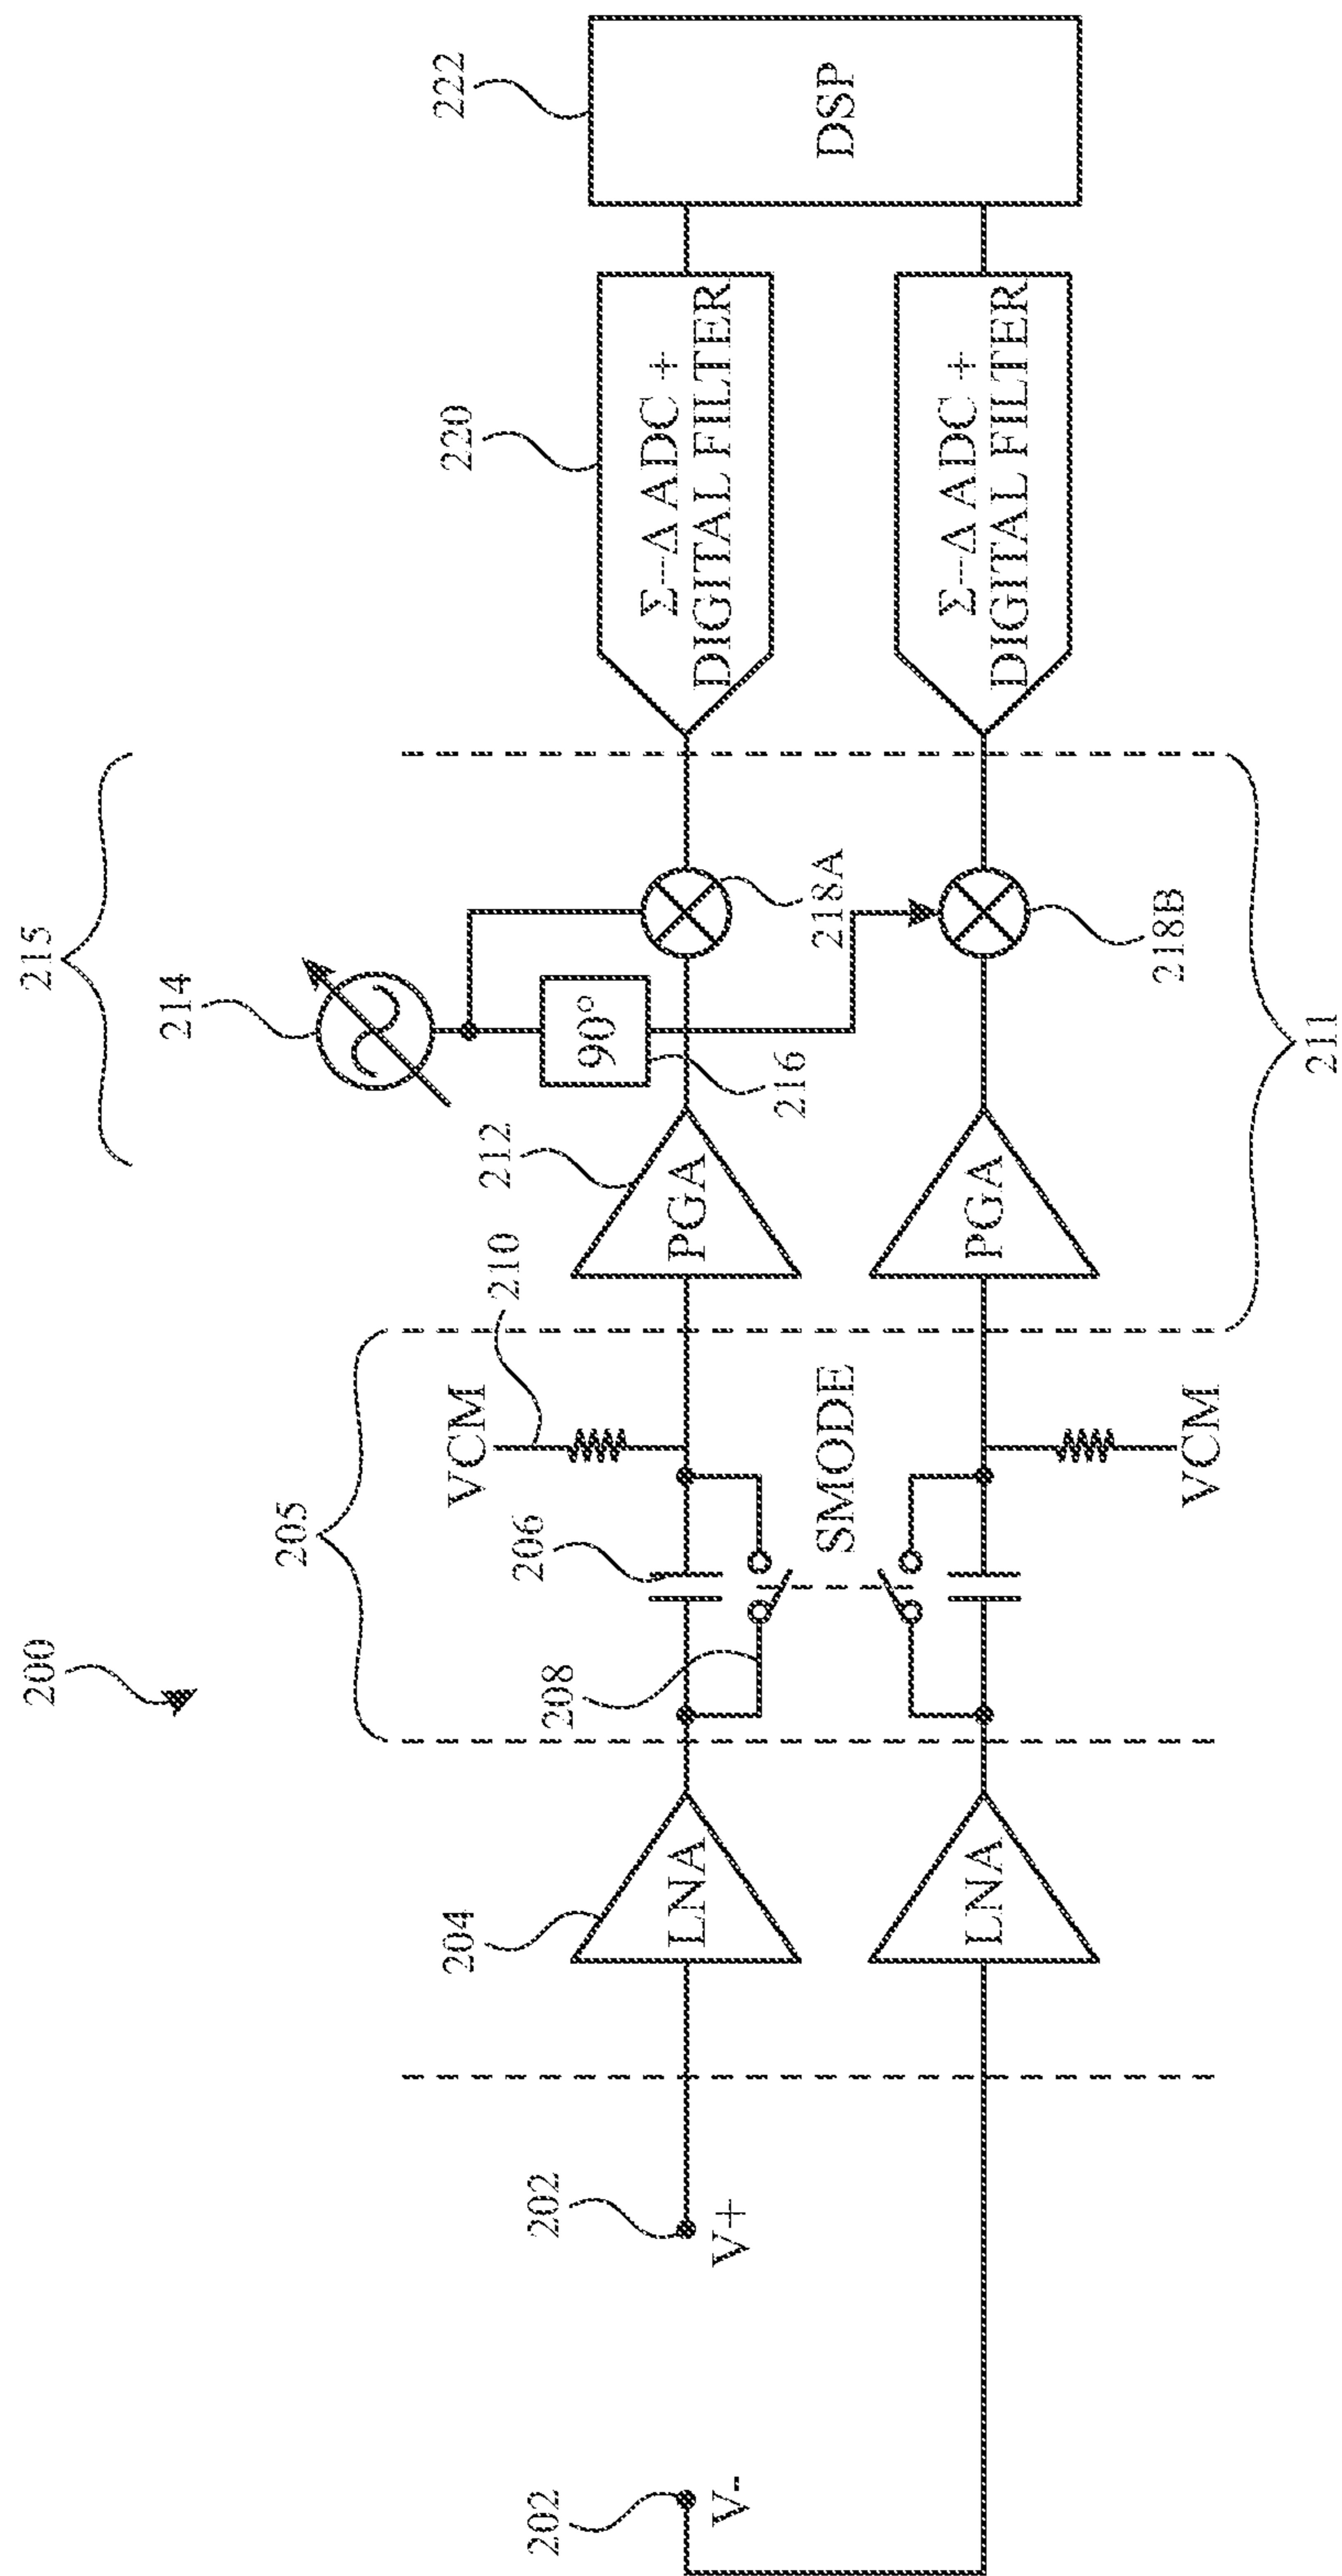 200
215
214
205
222
220
VCM
210
212
206
90°
216
218A
204
208
202
202
V-
V+
LNA
PGA
Σ–Δ ADC +
DIGITAL FILTER
DSP
SMODE
LNA
PGA
Σ–Δ ADC +
DIGITAL FILTER
218B
VCM
211